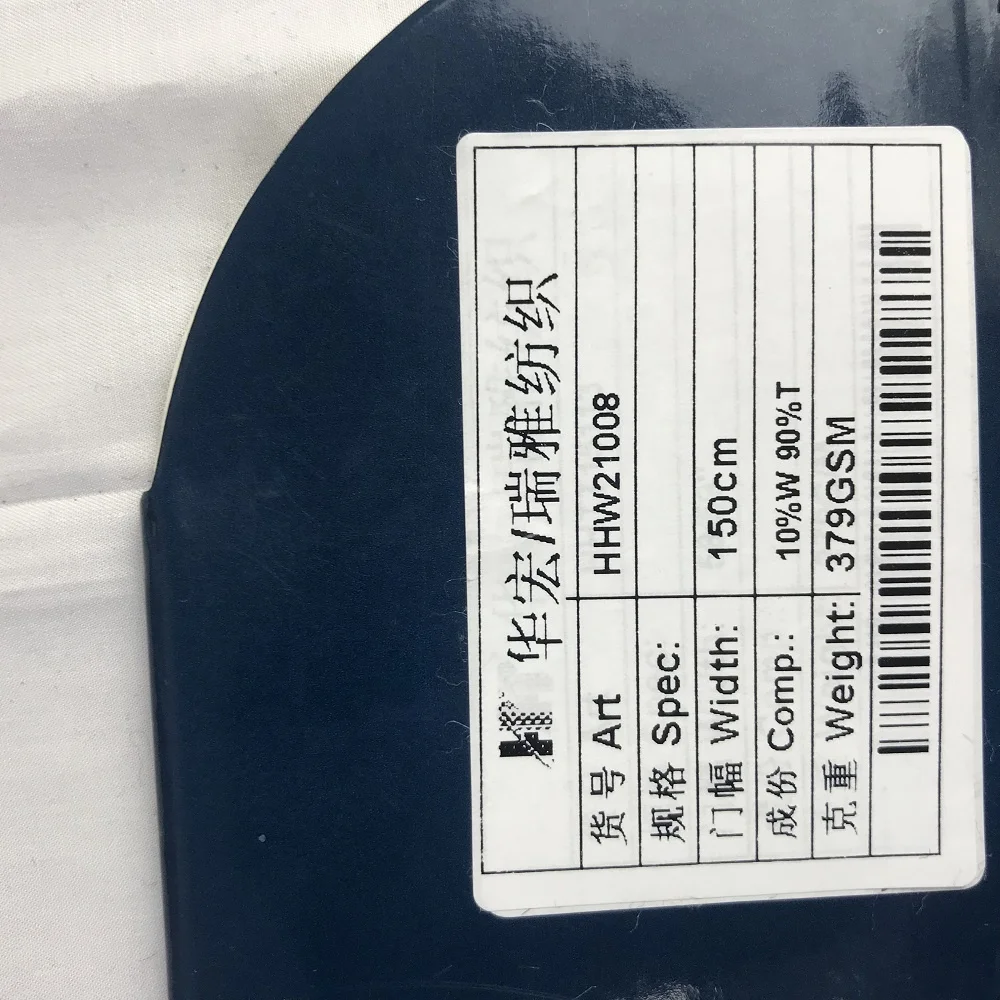 华宏/瑞雅纺织
货号 Art HHW21008
规格 Spec:
门幅 Width: 150cm
成份 Comp.: 10%W 90%T
克重 Weight: 379GSM